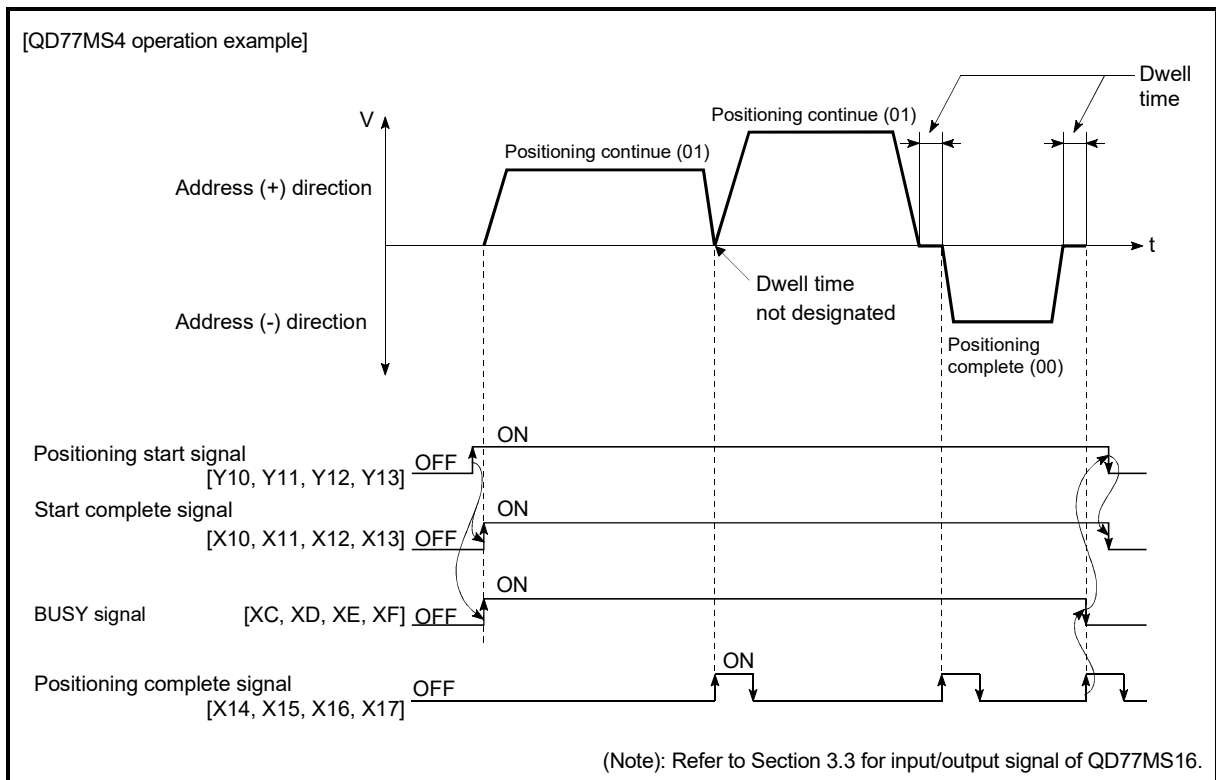 [QD77MS4 operation example]
Dwell
time
V
Positioning continue (01)
Positioning continue (01)
Address (+) direction
t
Dwell time
not designated
Address (-) direction
Positioning
complete (00)
ON
Positioning start signal
OFF
[Y10, Y11, Y12, Y13]
Start complete signal
ON
[X10, X11, X12, X13]
OFF
ON
BUSY signal
[XC, XD, XE, XF]
OFF
ON
Positioning complete signal
OFF
[X14, X15, X16, X17]
(Note): Refer to Section 3.3 for input/output signal of QD77MS16.